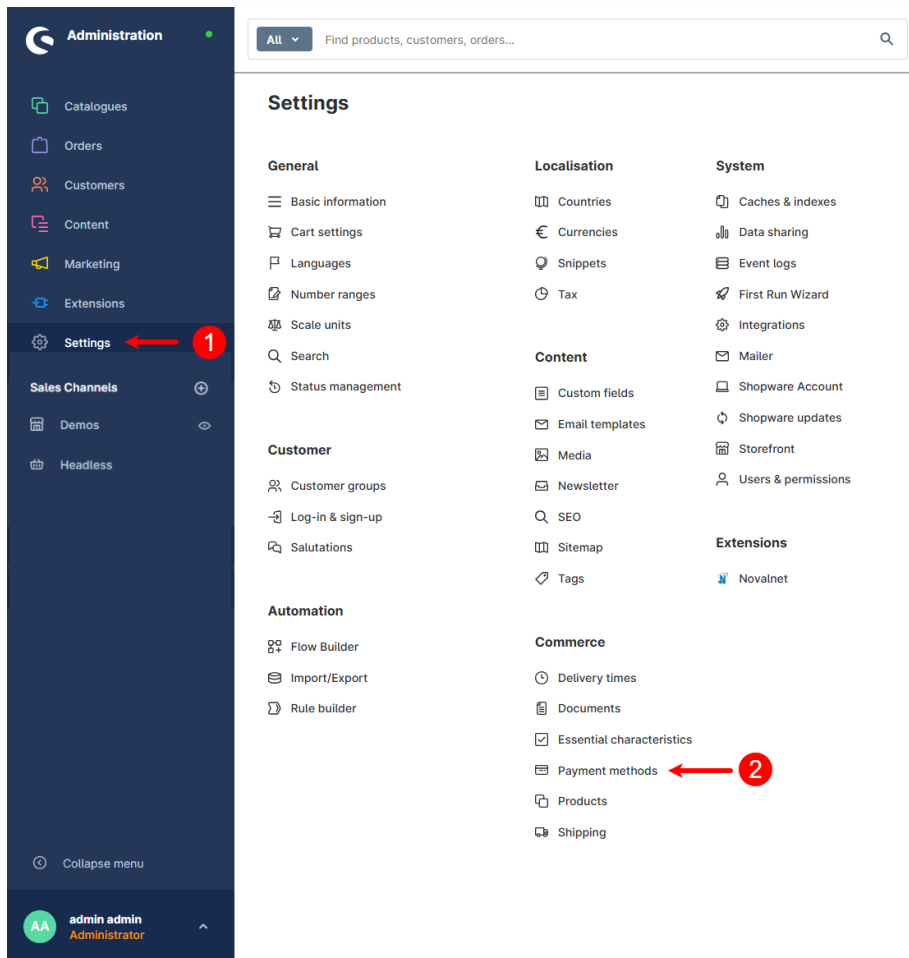 Administration
Catalogues
Orders
Customers
Content
Marketing
Extensions
Settings
1
Sales Channels
Demos
Headless
Collapse menu
AA
admin admin
Administrator
All
Find products, customers, orders...
Settings
General
Basic information
Cart settings
Languages
Number ranges
Scale units
Search
Status management
Customer
Customer groups
Log-in & sign-up
Salutations
Automation
Flow Builder
Import/Export
Rule builder
Localisation
Countries
Currencies
Snippets
Tax
Content
Custom fields
Email templates
Media
Newsletter
SEO
Sitemap
Tags
Commerce
Delivery times
Documents
Essential characteristics
Payment methods
2
Products
Shipping
System
Caches & indexes
Data sharing
Event logs
First Run Wizard
Integrations
Mailer
Shopware Account
Shopware updates
Storefront
Users & permissions
Extensions
Novalnet